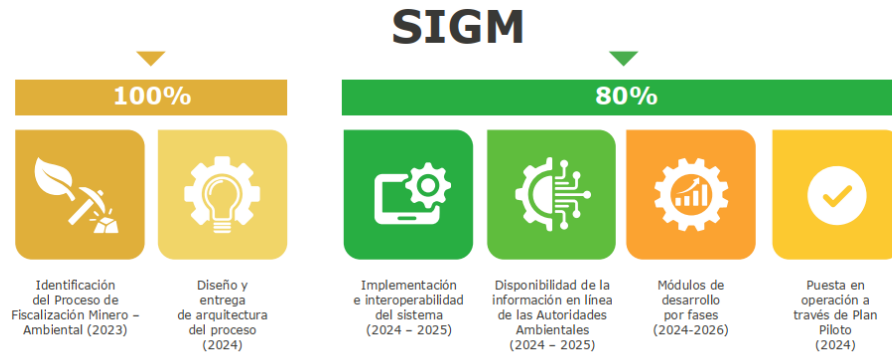 SIGM
100%
80%
Identificación
del Proceso de
Fiscalización Minero –
Ambiental (2023)
Diseño y
entrega
de arquitectura
del proceso
(2024)
Implementación
e interoperabilidad
del sistema
(2024 – 2025)
Disponibilidad de la
información en línea
de las Autoridades
Ambientales
(2024 – 2025)
Módulos de
desarrollo
por fases
(2024-2026)
Puesta en
operación a
través de Plan
Piloto
(2024)